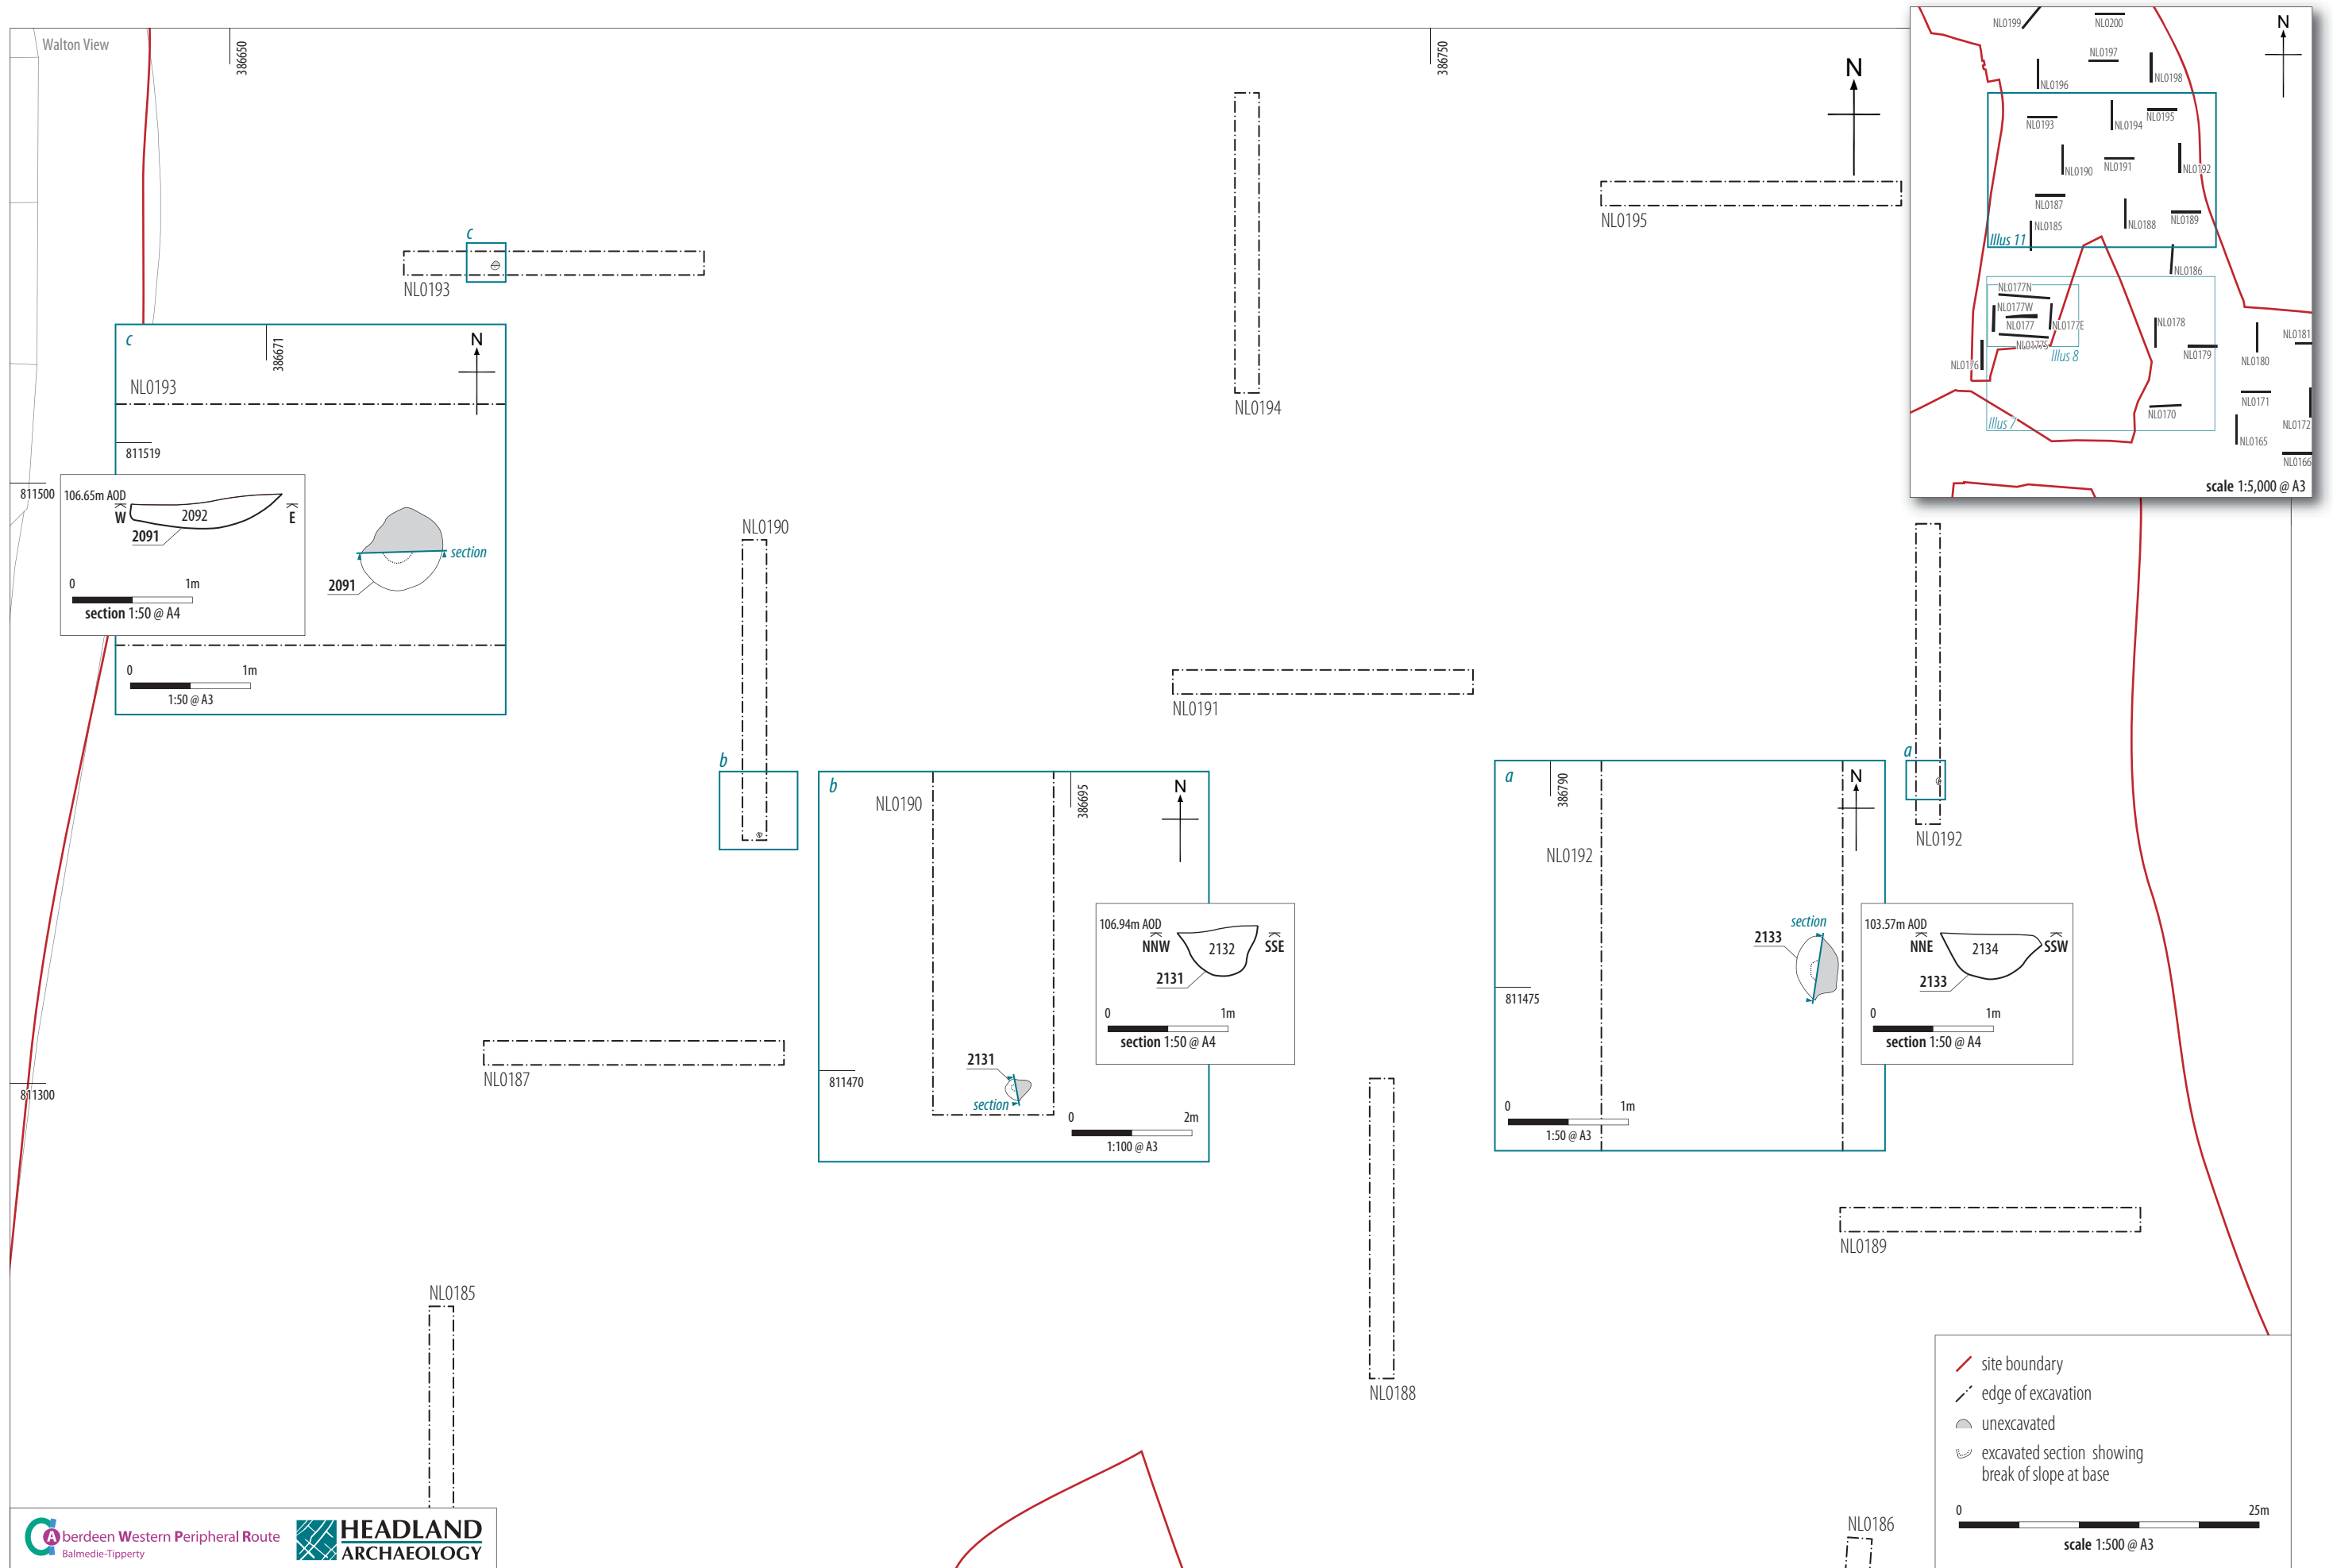 Walton View
386650
386750
N
NL0194
NL0195
c
NL0193
c
386671
N
NL0193
811519
811500
106.65m AOD
W
2092
E
2091
0 1m
section 1:50 @ A4
section
2091
0 1m
1:50 @ A3
NL0190
NL0191
b
b
NL0190
386695
N
106.94m AOD
NNW
2132
SSE
2131
0 1m
section 1:50 @ A4
811470
2131
section
0 2m
1:100 @ A3
a
386790
N
NL0192
section
2133
811475
0 1m
1:50 @ A3
a
NL0192
103.57m AOD
NNE
2134
SSW
2133
0 1m
section 1:50 @ A4
NL0187
811300
NL0185
NL0188
NL0189
NL0186
NL0199
NL0200
N
NL0197
NL0196
NL0198
NL0193
NL0194
NL0195
NL0190
NL0191
NL0192
NL0187
NL0185
NL0188
NL0189
Illus 11
NL0186
NL0177N
NL0177W
NL0177
NL0177E
NL0177S
NL0176
Illus 8
NL0178
NL0179
NL0180
NL0181
NL0170
NL0171
NL0172
Illus 7
NL0165
NL0166
scale 1:5,000 @ A3
site boundary
edge of excavation
unexcavated
excavated section showing
break of slope at base
0 25m
scale 1:500 @ A3
Aberdeen Western Peripheral Route
Balmedie-Tipperty
HEADLAND
ARCHAEOLOGY